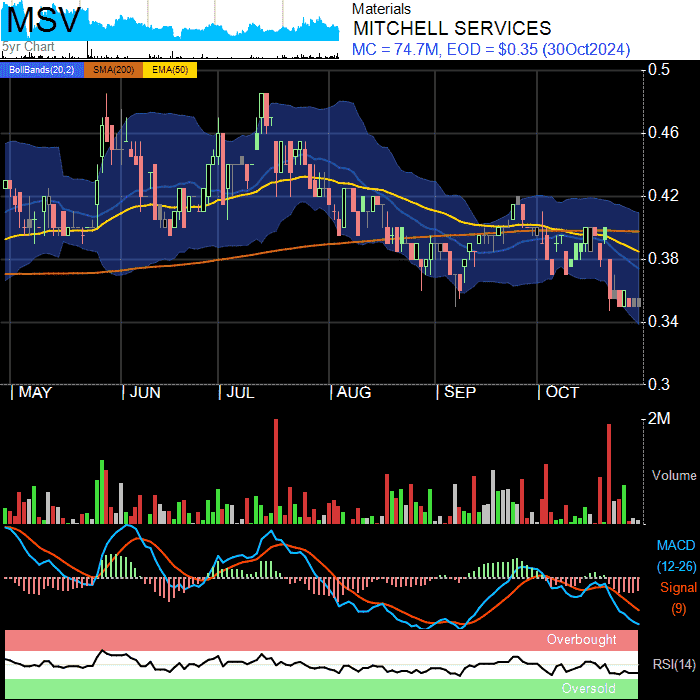 MSV
5yr Chart
Materials
MITCHELL SERVICES
MC = 74.7M, EOD = $0.35 (30Oct2024)
BollBands(20,2) SMA(200) EMA(50)
0.5
0.46
0.42
0.38
0.34
0.3
MAY JUN JUL AUG SEP OCT
2M
Volume
MACD
(12-26)
Signal
(9)
Overbought
RSI(14)
Oversold